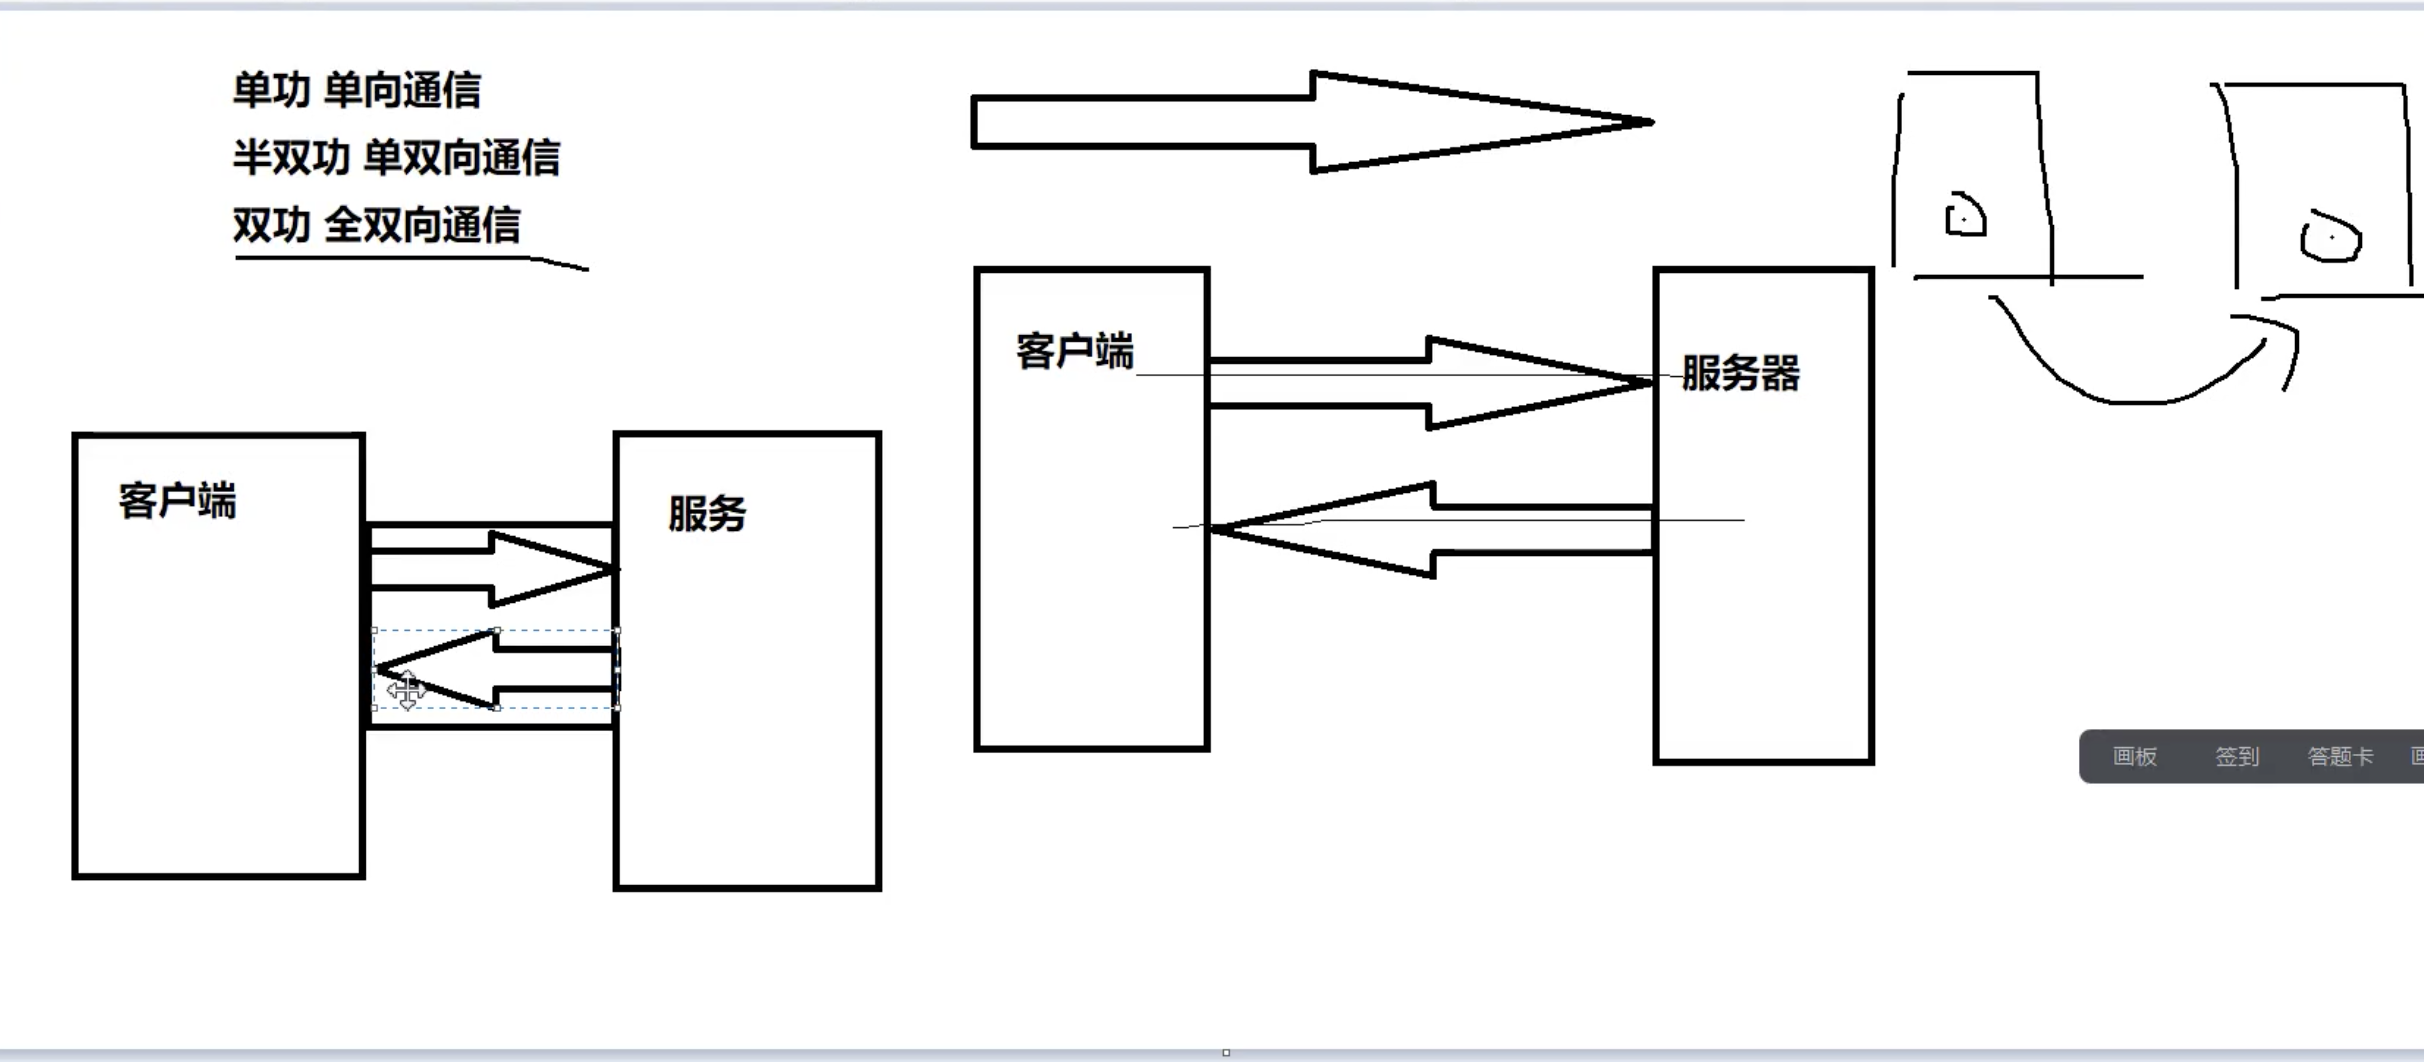 单功 单向通信
半双功 单双向通信
双功 全双向通信
客户端
服务器
客户端
服务
画板 签到 答题卡